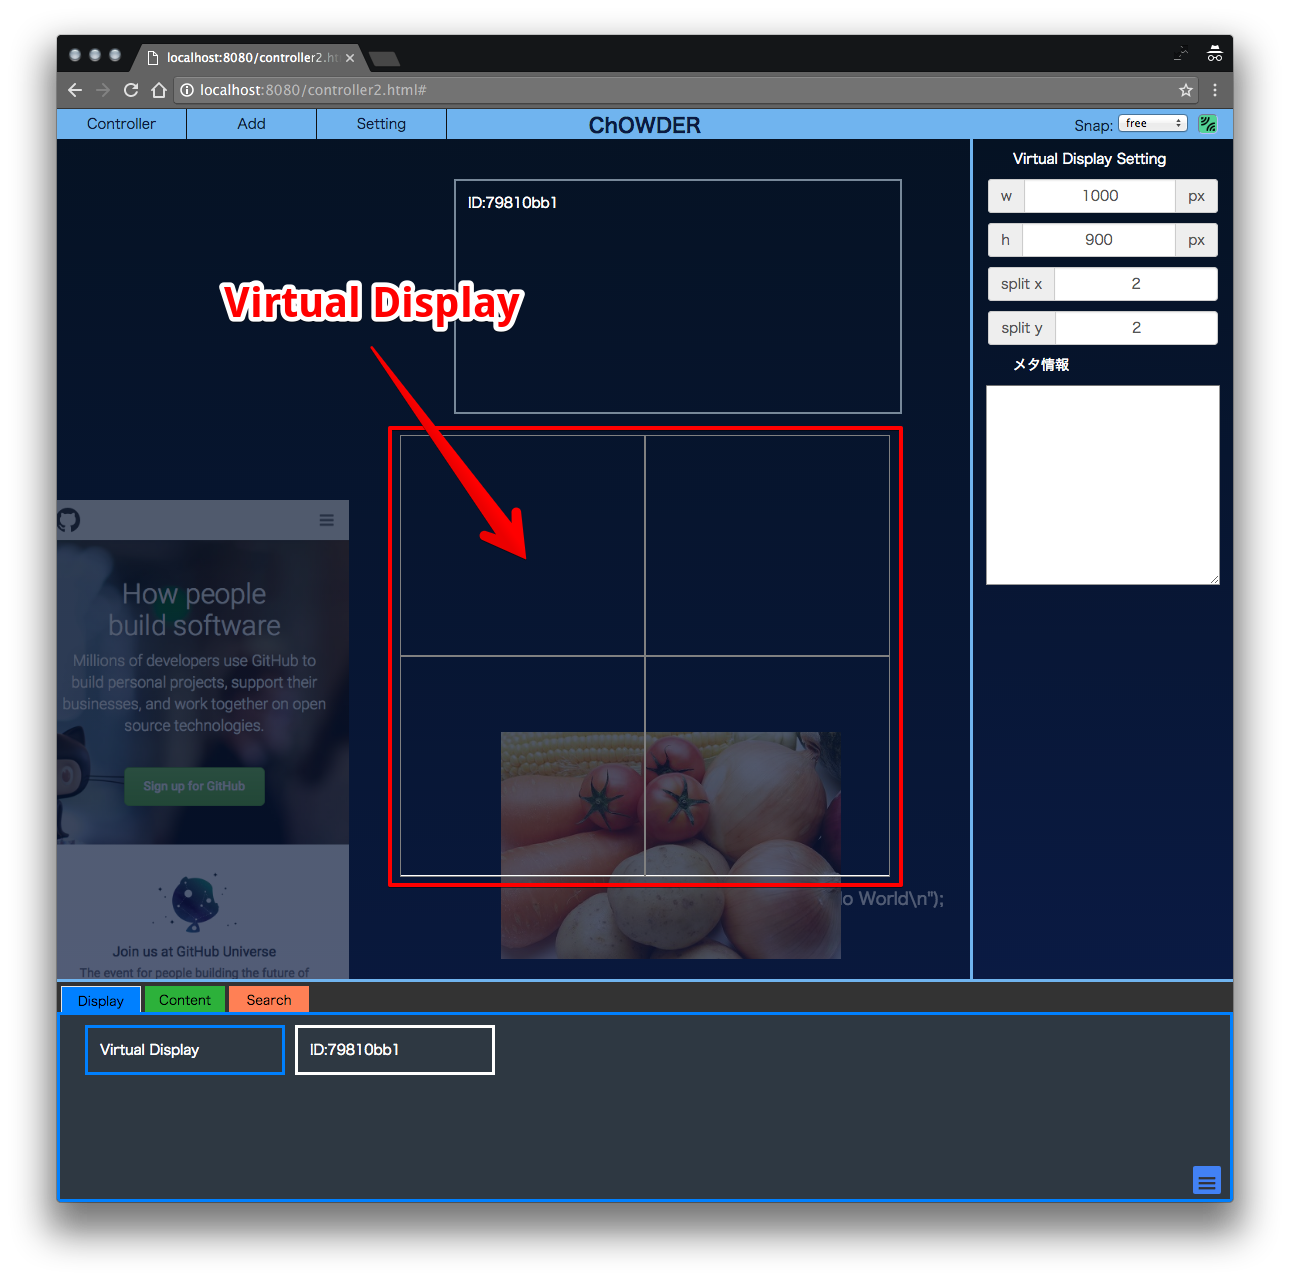 localhost:8080/controller2.ht
localhost:8080/controller2.html#
Controller
Add
Setting
ChOWDER
Snap:
free
Virtual Display Setting
w 1000 px
h 900 px
split x 2
split y 2
メタ情報
ID:79810bb1
Virtual Display
How people
build software
Millions of developers use GitHub to
build personal projects, support their
businesses, and work together on open
source technologies.
Sign up for GitHub
Join us at GitHub Universe
The event for people building the future of
o World\n");
Display
Content
Search
Virtual Display
ID:79810bb1